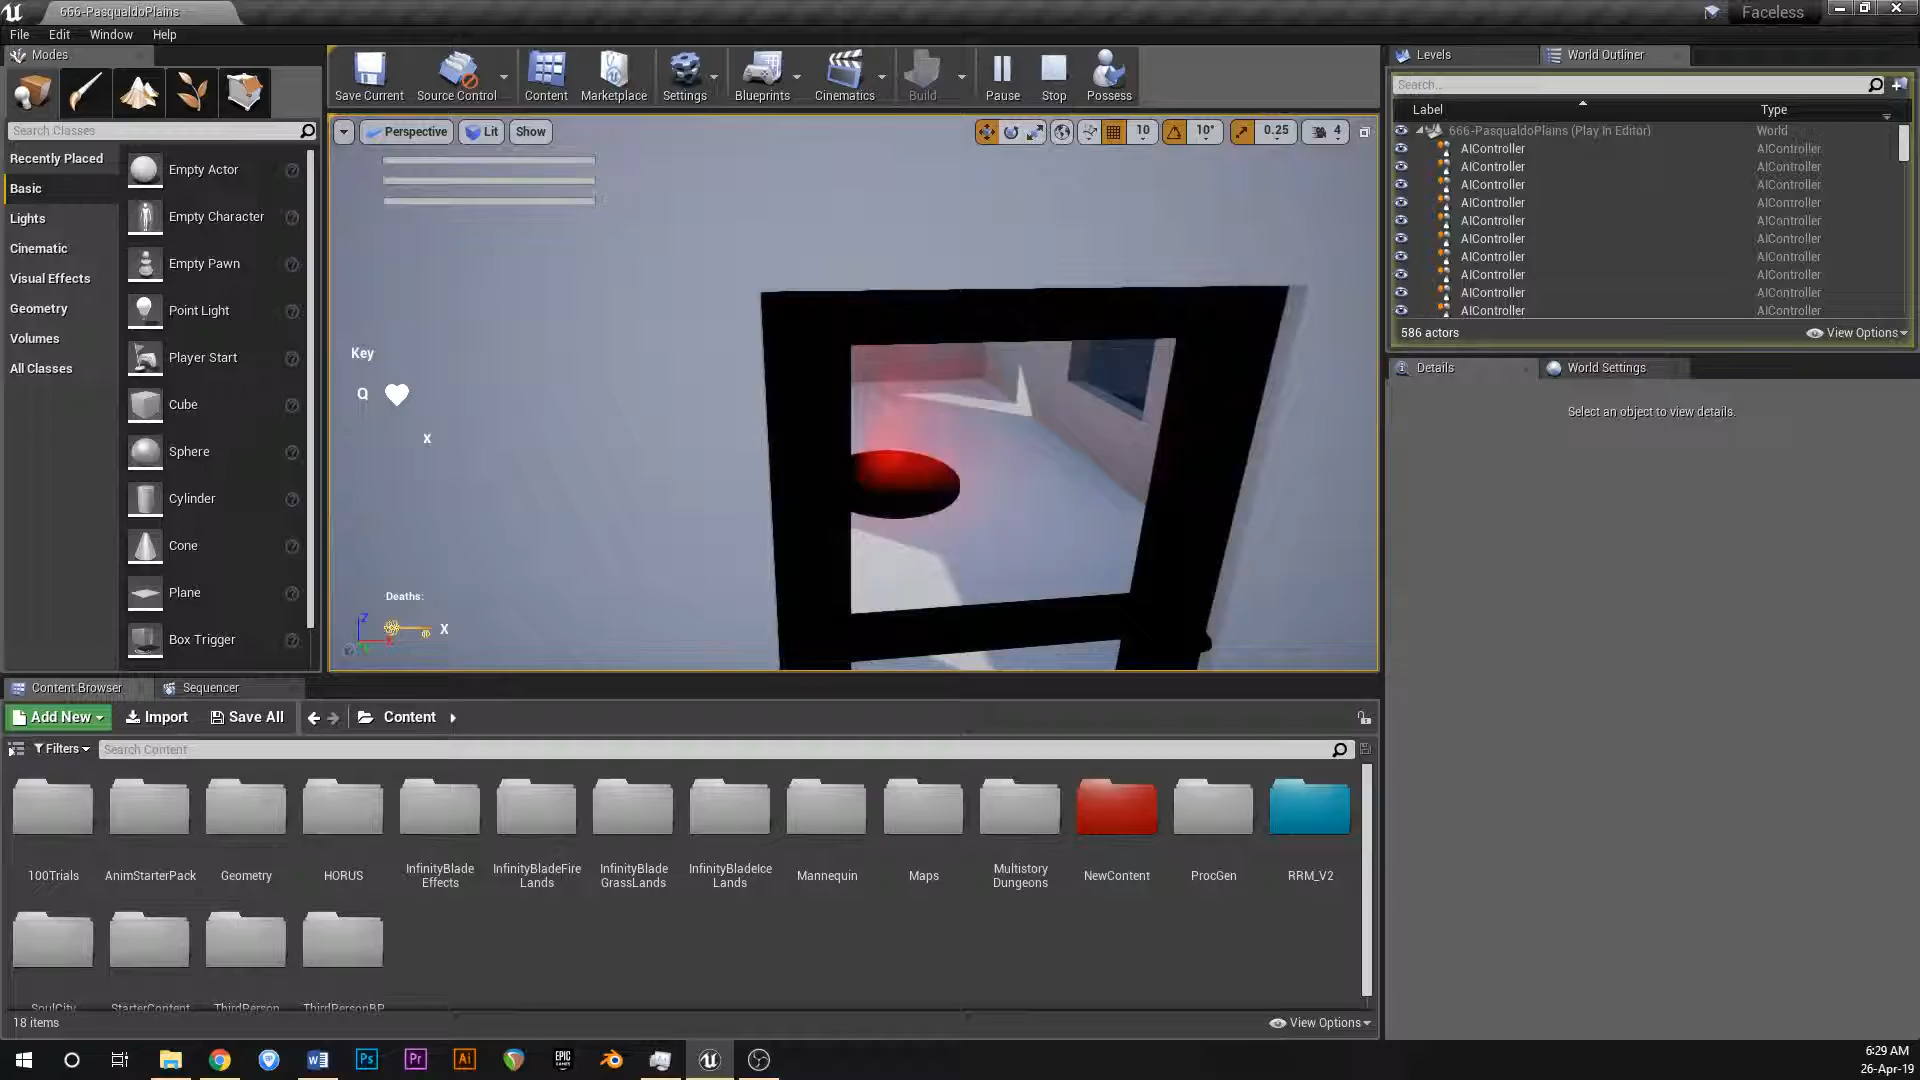 666-PasqualdoPlains
Faceless
File Edit Window Help
Modes
Search Classes
Recently Placed
Basic
Lights
Cinematic
Visual Effects
Geometry
Volumes
All Classes
Empty Actor
Empty Character
Empty Pawn
Point Light
Player Start
Cube
Sphere
Cylinder
Cone
Plane
Box Trigger
Save Current
Source Control
Content
Marketplace
Settings
Blueprints
Cinematics
Build
Pause
Stop
Possess
Perspective
Lit
Show
10
10°
0.25
4
Key
Q
X
Deaths:
Z
X
Levels
World Outliner
Search...
Label Type
666-PasqualdoPlains (Play In Editor) World
AIController AIController
AIController AIController
AIController AIController
AIController AIController
AIController AIController
AIController AIController
AIController AIController
AIController AIController
AIController AIController
AIController AIController
586 actors
View Options
Details
World Settings
Select an object to view details.
Content Browser
Sequencer
Add New
Import
Save All
Content
Filters
Search Content
100Trials
AnimStarterPack
Geometry
HORUS
InfinityBlade
Effects
InfinityBladeFire
Lands
InfinityBlade
GrassLands
InfinityBladeIce
Lands
Mannequin
Maps
Multistory
Dungeons
NewContent
ProcGen
RRM_V2
SoulCity
StarterContent
ThirdPerson
ThirdPersonBP
18 items
View Options
Ps
Pr
Ai
EPIC
GAMES
6:29 AM
26-Apr-19